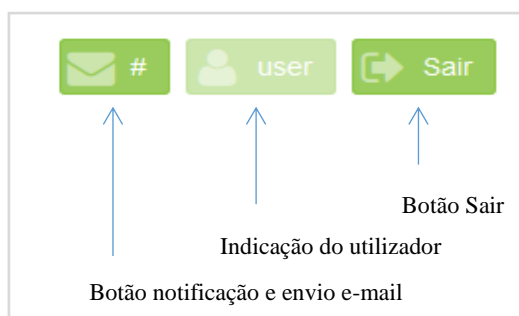 # user Sair
Botão Sair
Indicação do utilizador
Botão notificação e envio e-mail